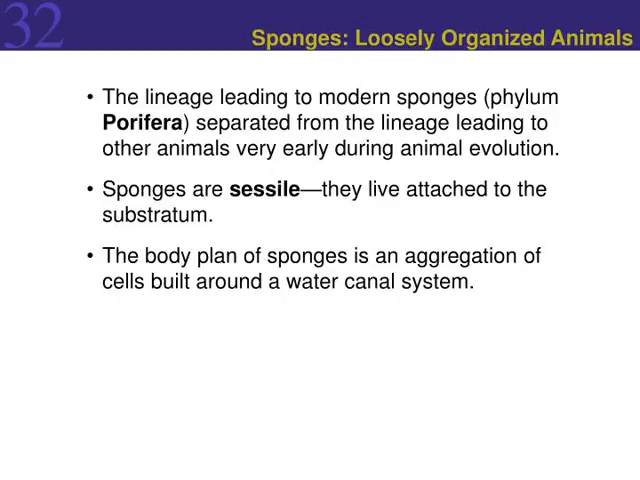 32
Sponges: Loosely Organized Animals
• The lineage leading to modern sponges (phylum
Porifera) separated from the lineage leading to
other animals very early during animal evolution.
• Sponges are sessile—they live attached to the
substratum.
• The body plan of sponges is an aggregation of
cells built around a water canal system.